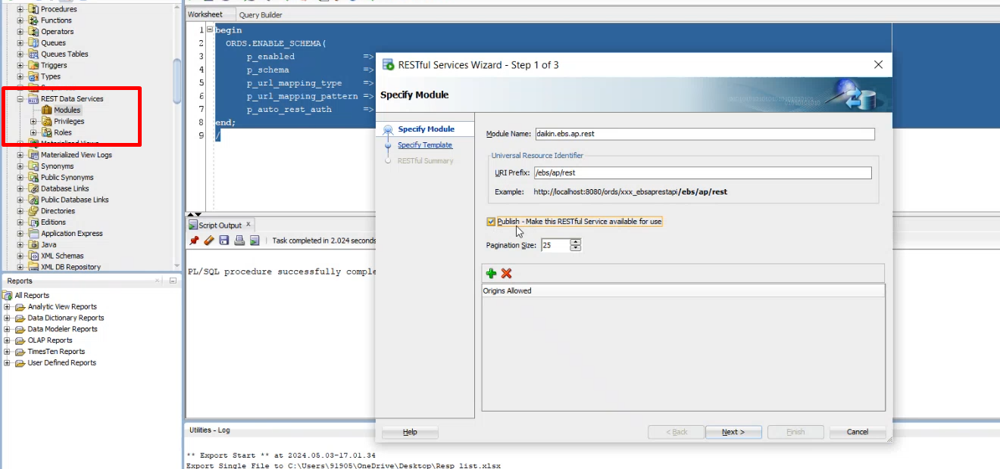 Procedures
Functions
Operators
Queues
Queues Tables
Triggers
Types
REST Data Services
Modules
Privileges
Roles
Materialized Views
Materialized View Logs
Synonyms
Public Synonyms
Database Links
Public Database Links
Directories
Editions
Application Express
Java
XML Schemas
XML DB Repository
Reports
All Reports
Analytic View Reports
Data Dictionary Reports
Data Modeler Reports
OLAP Reports
TimesTen Reports
User Defined Reports
Worksheet Query Builder
1 begin
2 ORDS.ENABLE_SCHEMA(
3 p_enabled =>
4 p_schema =>
5 p_url_mapping_type =>
6 p_url_mapping_pattern =>
7 p_auto_rest_auth =>
8 end;
9 /
Script Output x
Task completed in 2.024 seconds
PL/SQL procedure successfully comple
Utilities - Log
** Export Start ** at 2024.05.03-17.01.34
Export Single File to C:\Users\91905\OneDrive\Desktop\Resp list.xlsx
RESTful Services Wizard - Step 1 of 3
Specify Module
Specify Module
Specify Template
RESTful Summary
Module Name: daikin.ebs.ap.rest
Universal Resource Identifier
URI Prefix: /ebs/ap/rest
Example: http://localhost:8080/ords/xxx_ebsaprestapi/ebs/ap/rest
Publish - Make this RESTful Service available for use
Pagination Size: 25
Origins Allowed
Help
< Back
Next >
Finish
Cancel